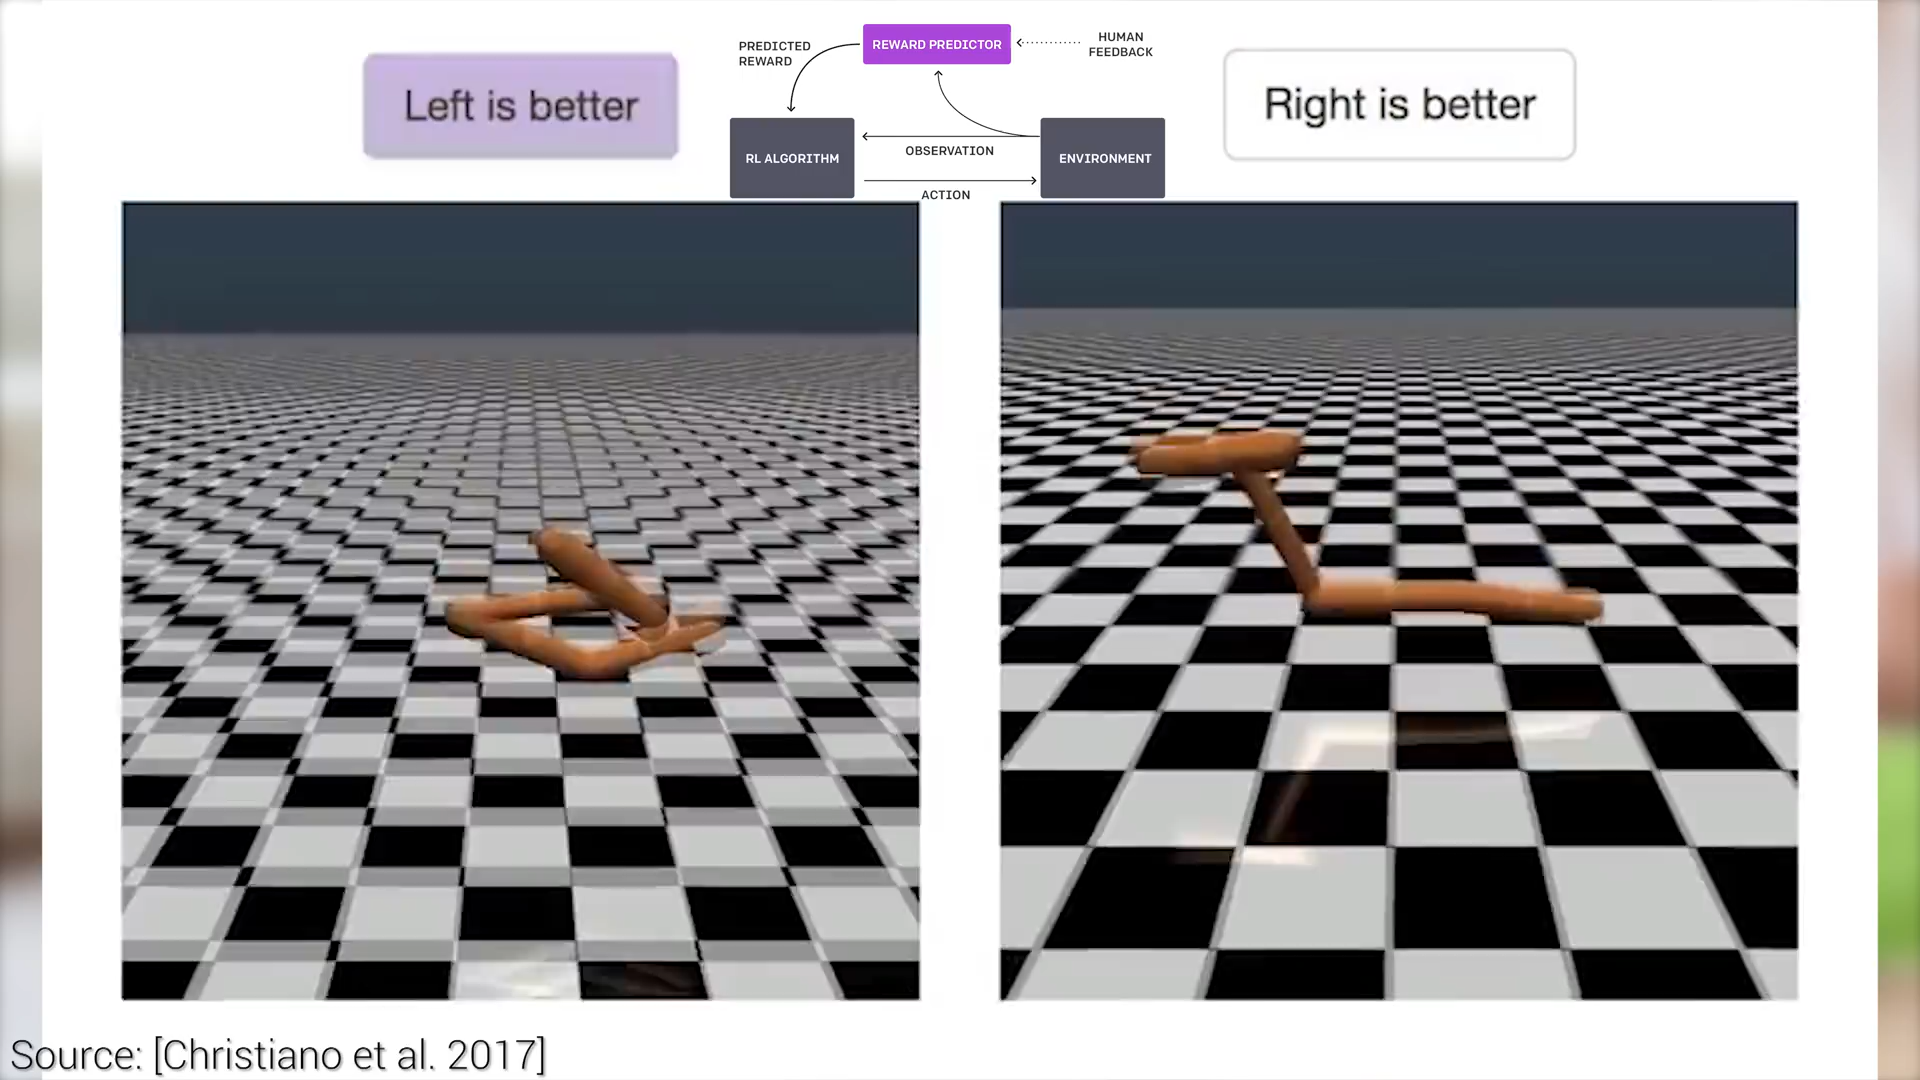 PREDICTED
REWARD
REWARD PREDICTOR
HUMAN
FEEDBACK
Left is better
Right is better
RL ALGORITHM
OBSERVATION
ENVIRONMENT
ACTION
Source: [Christiano et al. 2017]